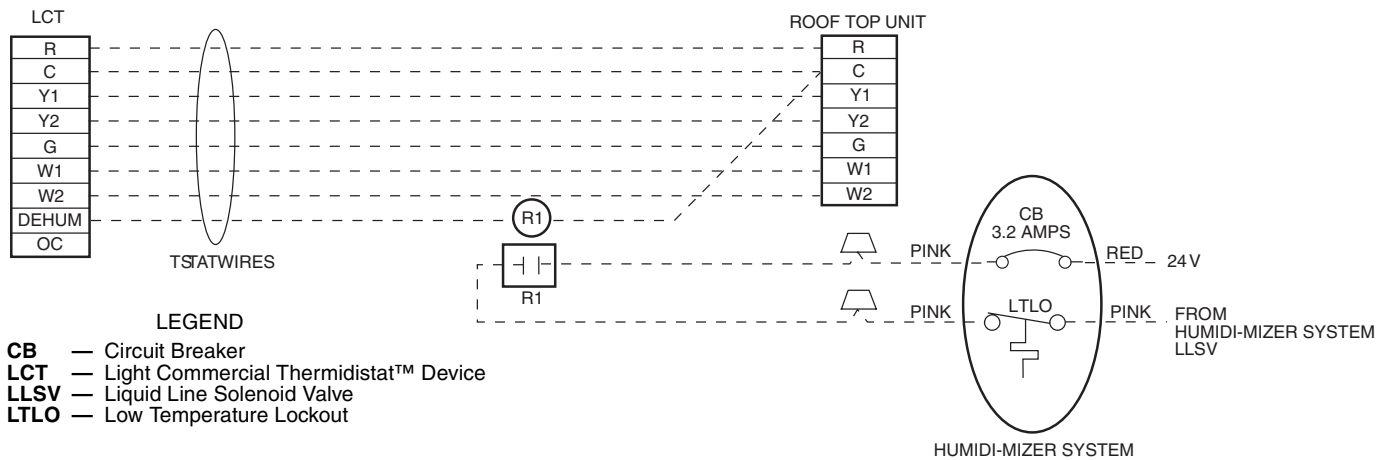 LCT
R
C
Y1
Y2
G
W1
W2
DEHUM
OC
TSTATWIRES
R1
R1
ROOF TOP UNIT
R
C
Y1
Y2
G
W1
W2
CB
3.2 AMPS
PINK
RED
24 V
LTLO
PINK
PINK
FROM
HUMIDI-MIZER SYSTEM
LLSV
HUMIDI-MIZER SYSTEM
LEGEND
CB — Circuit Breaker
LCT — Light Commercial Thermidistat™ Device
LLSV — Liquid Line Solenoid Valve
LTLO — Low Temperature Lockout